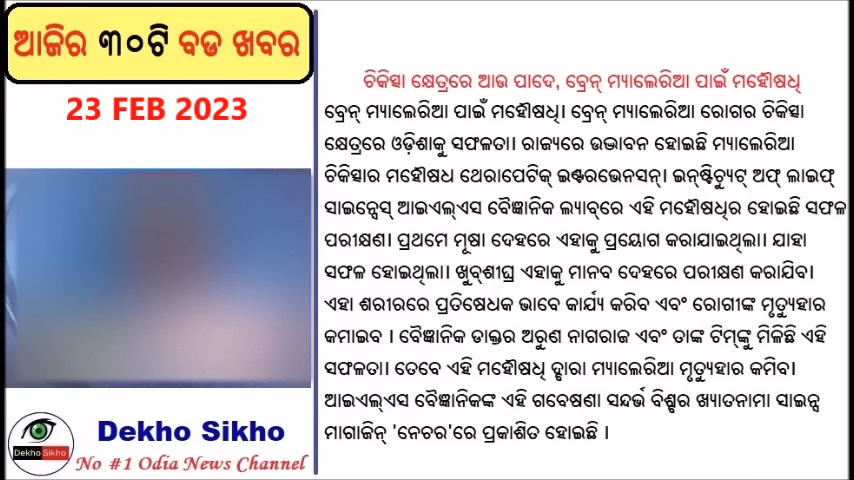 ଆଜିର ୩୦ଟି ବଡ ଖବର
23 FEB 2023
ଚିକିତ୍ସା କ୍ଷେତ୍ରରେ ଆଉ ପାଦେ, ବ୍ରେନ୍ ମ୍ୟାଲେରିଆ ପାଇଁ ମହୌଷଧି
ବ୍ରେନ୍ ମ୍ୟାଲେରିଆ ପାଇଁ ମହୌଷଧି। ବ୍ରେନ୍ ମ୍ୟାଲେରିଆ ରୋଗର ଚିକିତ୍ସା
କ୍ଷେତ୍ରରେ ଓଡ଼ିଶାକୁ ସଫଳତା। ରାଜ୍ୟରେ ଉଦ୍ଭାବନ ହୋଇଛି ମ୍ୟାଲେରିଆ
ଚିକିତ୍ସାର ମହୌଷଧ ଥେରାପେଟିକ୍ ଇଣ୍ଟରଭେନସନ୍। ଇନ୍‌ଷ୍ଟିଚ୍ୟୁଟ୍ ଅଫ୍ ଲାଇଫ୍
ସାଇନ୍ସେସ୍ ଆଇଏଲ୍‌ଏସ ବୈଜ୍ଞାନିକ ଲ୍ୟାବ୍‌ରେ ଏହି ମହୌଷଧିର ହୋଇଛି ସଫଳ
ପରୀକ୍ଷଣ। ପ୍ରଥମେ ମୂଷା ଦେହରେ ଏହାକୁ ପ୍ରୟୋଗ କରାଯାଇଥିଲା। ଯାହା
ସଫଳ ହୋଇଥିଲା। ଖୁବ୍‌ଶୀଘ୍ର ଏହାକୁ ମାନବ ଦେହରେ ପରୀକ୍ଷଣ କରାଯିବ।
ଏହା ଶରୀରରେ ପ୍ରତିଷେଧକ ଭାବେ କାର୍ଯ୍ୟ କରିବ ଏବଂ ରୋଗୀଙ୍କ ମୃତ୍ୟୁହାର
କମାଇବ । ବୈଜ୍ଞାନିକ ଡାକ୍ତର ଅରୁଣ ନାଗରାଜ ଏବଂ ତାଙ୍କ ଟିମ୍‌ଙ୍କୁ ମିଳିଛି ଏହି
ସଫଳତା। ତେବେ ଏହି ମହୌଷଧି ଦ୍ବାରା ମ୍ୟାଲେରିଆ ମୃତ୍ୟୁହାର କମିବ।
ଆଇଏଲ୍‌ଏସ ବୈଜ୍ଞାନିକଙ୍କ ଏହି ଗବେଷଣା ସନ୍ଦର୍ଭ ବିଶ୍ବର ଖ୍ୟାତନାମା ସାଇନ୍ସ
ମାଗାଜିନ୍ 'ନେଚର'ରେ ପ୍ରକାଶିତ ହୋଇଛି ।
Dekho Sikho
Dekho Sikho
No #1 Odia News Channel